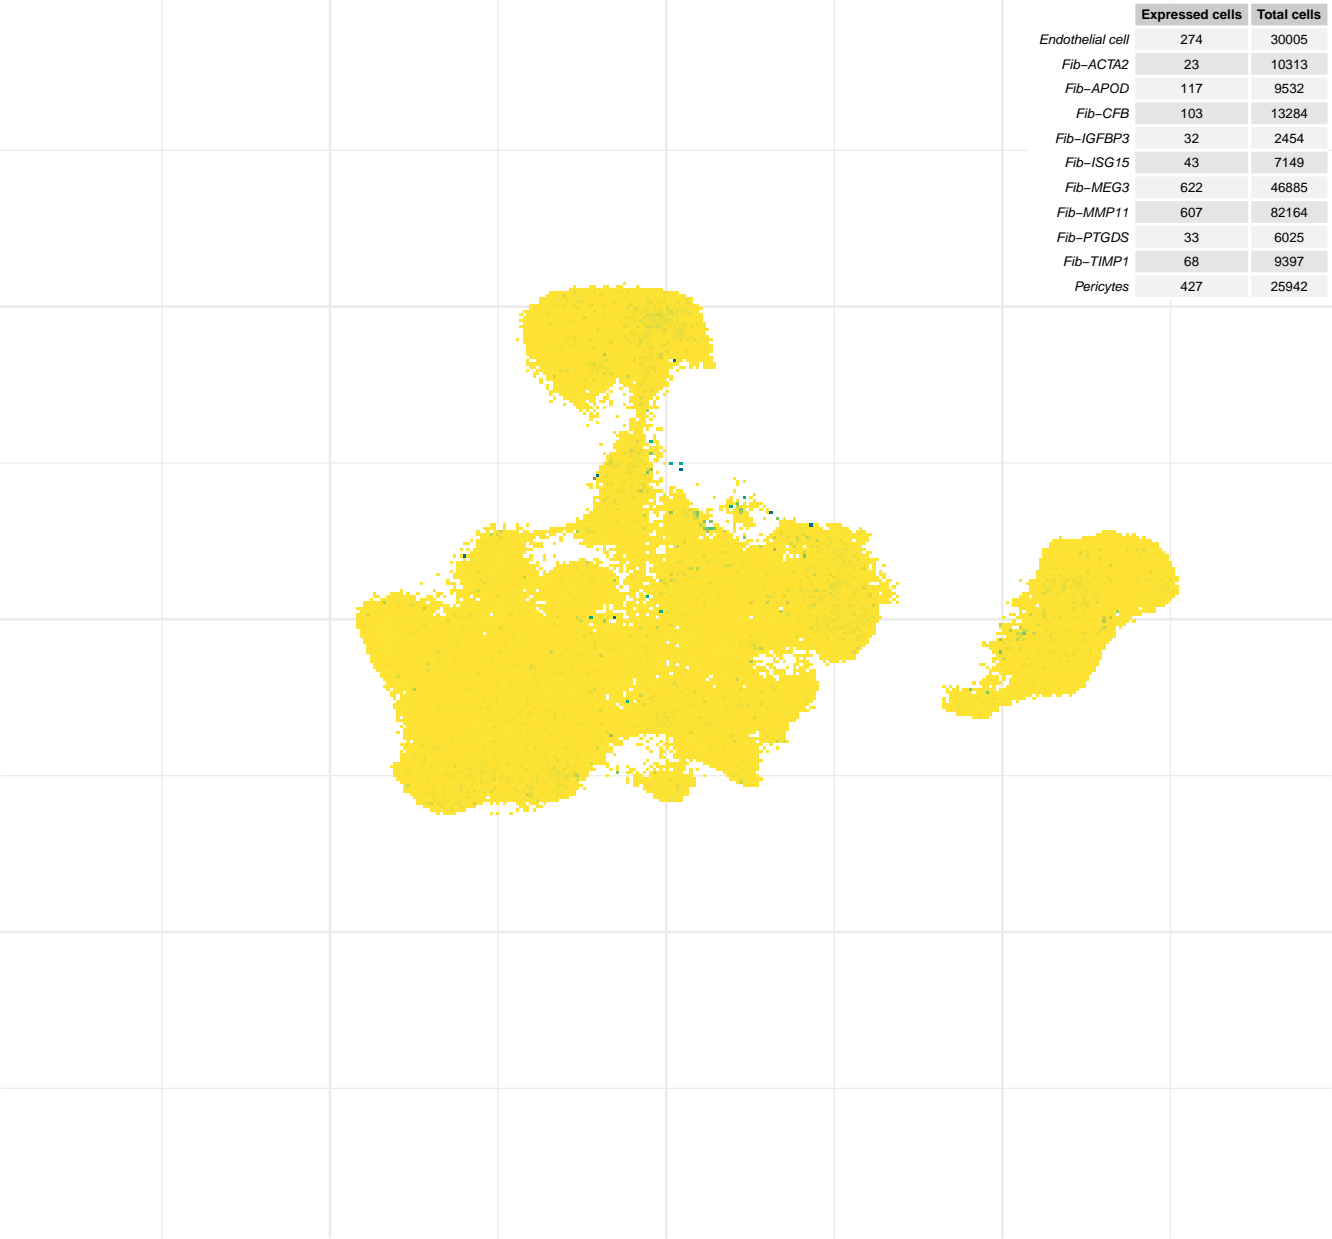 Expressed cells Total cells
Endothelial cell 274 30005
Fib−ACTA2 23 10313
Fib−APOD 117 9532
Fib−CFB 103 13284
Fib−IGFBP3 32 2454
Fib−ISG15 43 7149
Fib−MEG3 622 46885
Fib−MMP11 607 82164
Fib−PTGDS 33 6025
Fib−TIMP1 68 9397
Pericytes 427 25942